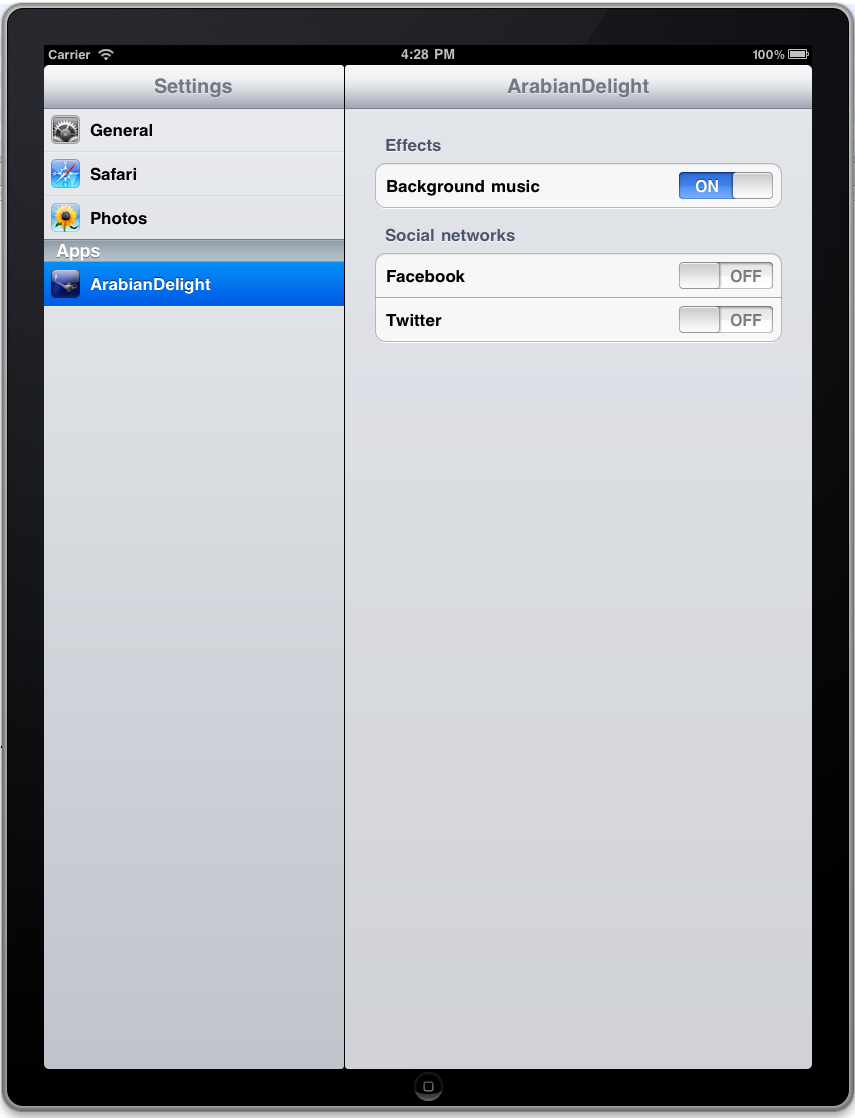 Carrier 4:28 PM 100%
Settings
General
Safari
Photos
Apps
ArabianDelight
ArabianDelight
Effects
Background music ON
Social networks
Facebook OFF
Twitter OFF